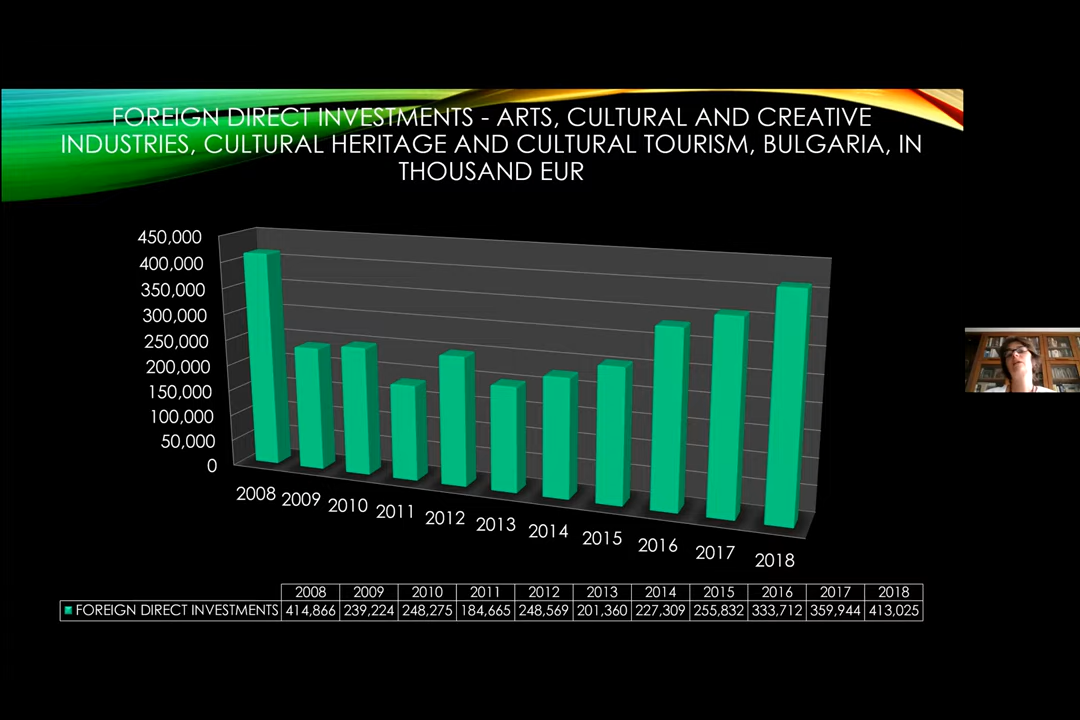 FOREIGN DIRECT INVESTMENTS - ARTS, CULTURAL AND CREATIVE
INDUSTRIES, CULTURAL HERITAGE AND CULTURAL TOURISM, BULGARIA, IN
THOUSAND EUR
450,000
400,000
350,000
300,000
250,000
200,000
150,000
100,000
50,000
0
2008 2009 2010 2011 2012 2013 2014 2015 2016 2017 2018
2008 2009 2010 2011 2012 2013 2014 2015 2016 2017 2018
FOREIGN DIRECT INVESTMENTS 414,866 239,224 248,275 184,665 248,569 201,360 227,309 255,832 333,712 359,944 413,025